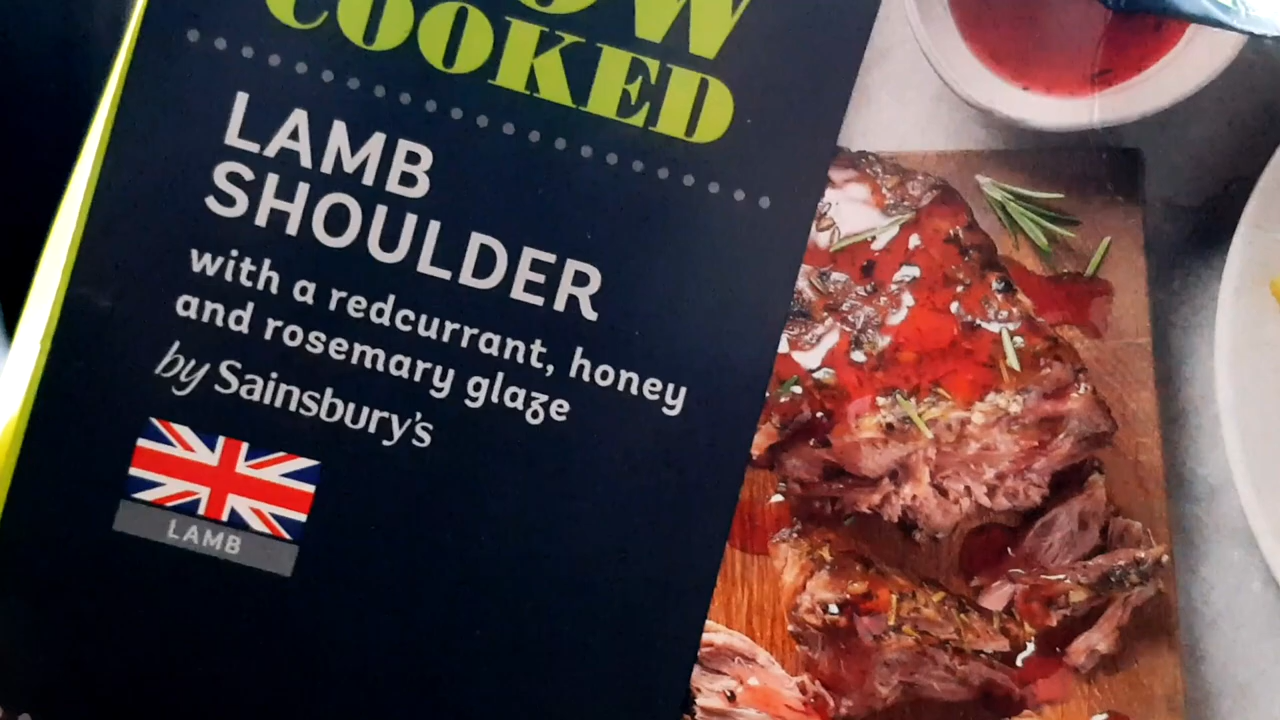 COOKED
LAMB
SHOULDER
with a redcurrant, honey
and rosemary glaze
by Sainsbury's
LAMB